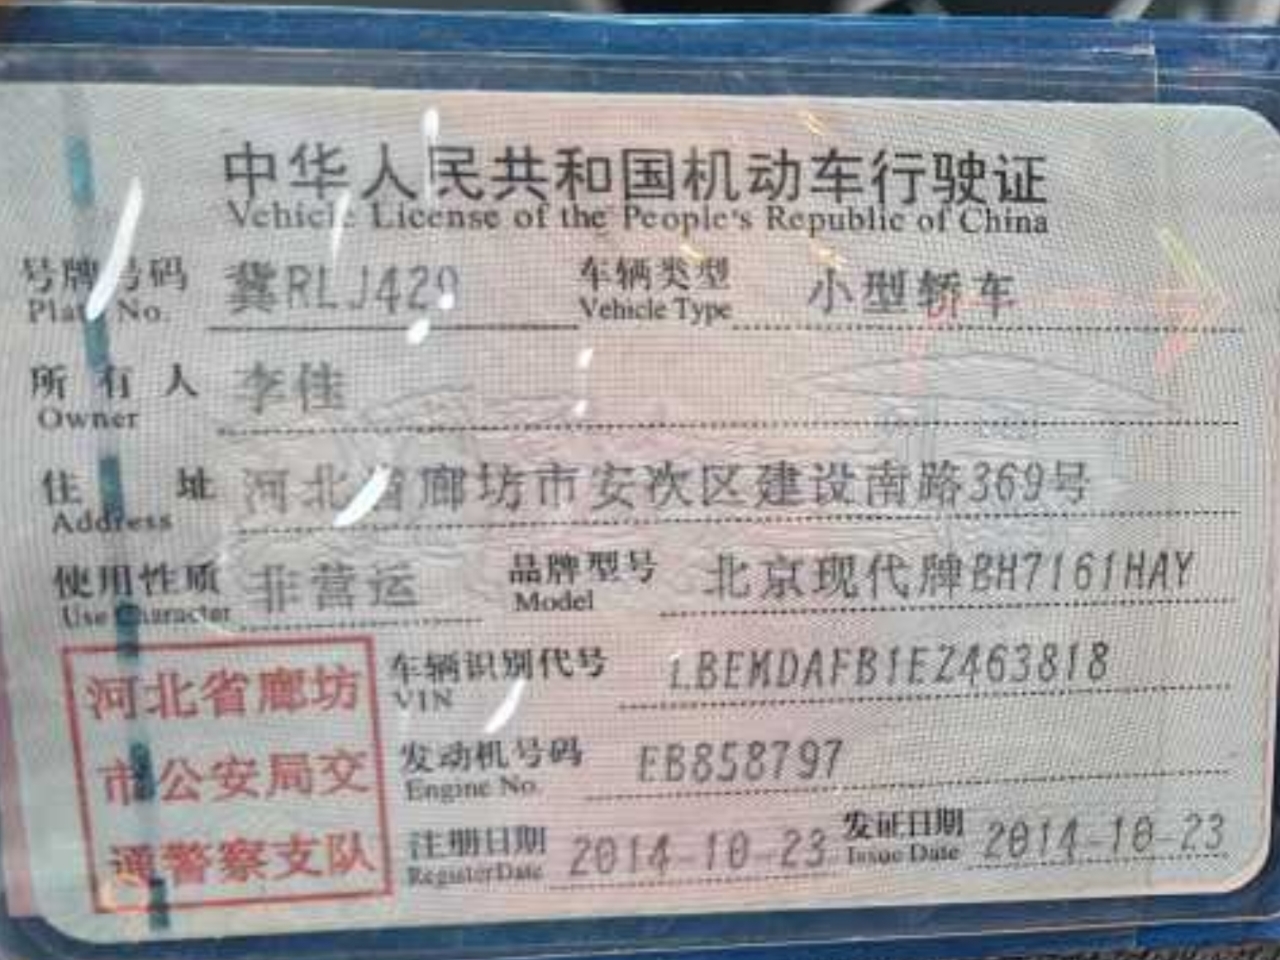 中华人民共和国机动车行驶证
Vehicle License of the People's Republic of China
号牌号码 冀RLJ429 车辆类型 小型轿车
Plate No. Vehicle Type
所有人 李佳
Owner
住址 河北省廊坊市安次区建设南路369号
Address
使用性质 非营运 品牌型号 北京现代牌BH7161HAY
Use Character Model
河北省廊坊
市公安局交
通警察支队
车辆识别代号 LBEMDAFB1EZ463818
VIN
发动机号码 EB858797
Engine No.
注册日期 2014-10-23 发证日期 2014-10-23
Register Date Issue Date